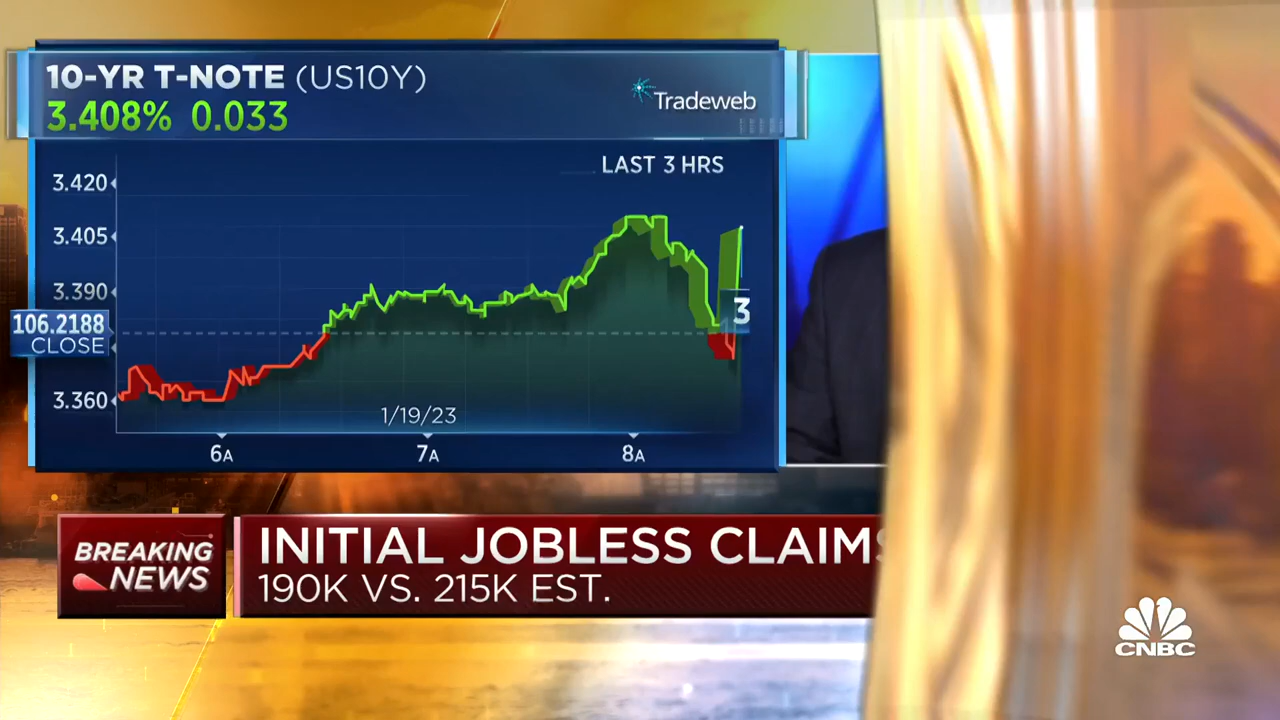 10-YR T-NOTE (US10Y)
3.408% 0.033
Tradeweb
LAST 3 HRS
3.420
3.405
3.390
106.2188
CLOSE
3.360
3
1/19/23
6A
7A
8A
BREAKING
NEWS
INITIAL JOBLESS CLAIMS
190K VS. 215K EST.
CNBC